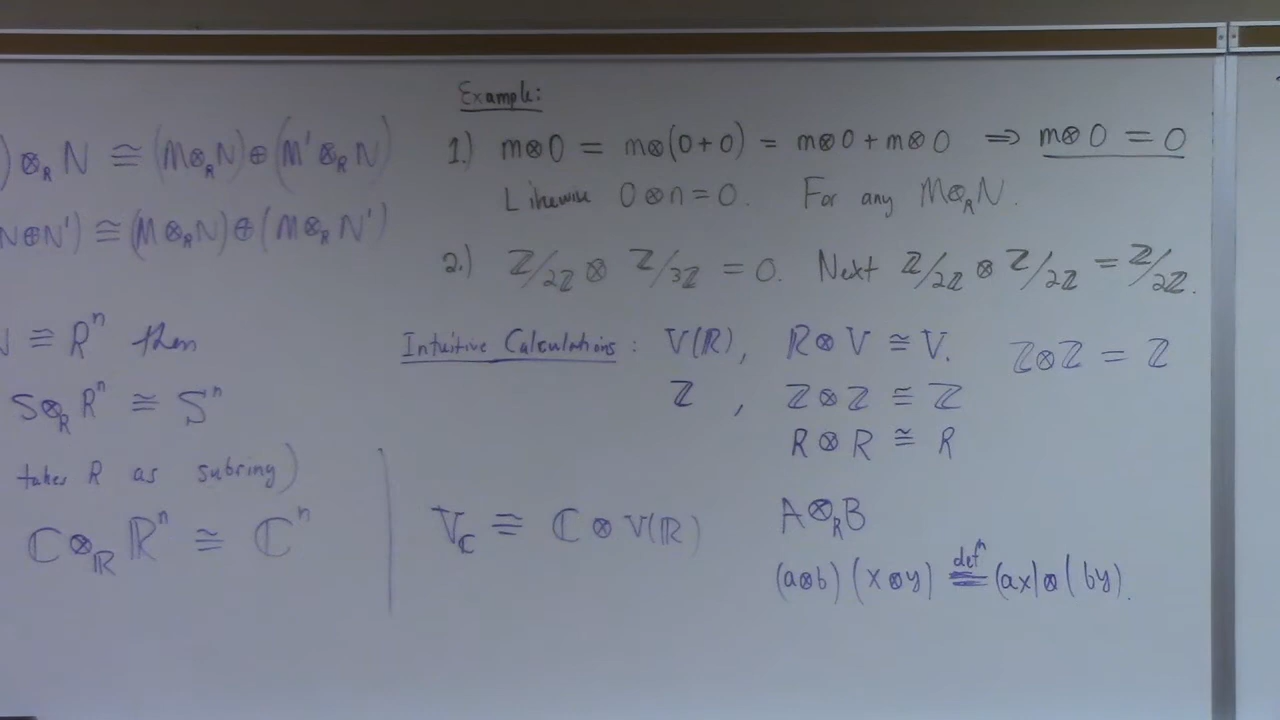 ) ⊗_R N ≅ (M⊗_R N) ⊕ (M' ⊗_R N)
N⊕N') ≅ (M⊗_R N) ⊕ (M⊗_R N')
≅ R^n then
S⊗_R R^n ≅ S^n
takes R as subring)
ℂ⊗_ℝ ℝ^n ≅ ℂ^n
Example:
1.) m⊗0 = m⊗(0+0) = m⊗0 + m⊗0 ⇒ m⊗0 = 0
Likewise 0⊗n = 0. For any M⊗_R N.
2.) ℤ/2ℤ ⊗ ℤ/3ℤ = 0. Next ℤ/2ℤ ⊗ ℤ/2ℤ = ℤ/2ℤ.
Intuitive Calculations: V(ℝ), ℝ⊗V ≅ V. ℤ⊗ℤ = ℤ
ℤ, ℤ⊗ℤ ≅ ℤ
R⊗R ≅ R
V_ℂ ≡ ℂ⊗V(ℝ)
A⊗_R B
(a⊗b)(x⊗y) ≝ (ax)⊗(by).